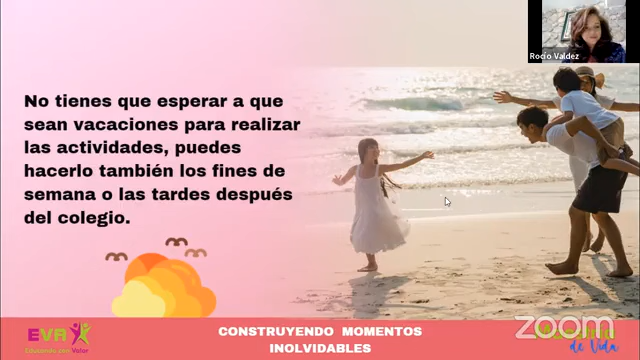 Rocío Valdez
No tienes que esperar a que
sean vacaciones para realizar
las actividades, puedes
hacerlo también los fines de
semana o las tardes después
del colegio.
EVA
Educando con Valor
CONSTRUYENDO MOMENTOS
INOLVIDABLES
zoom
de Vida